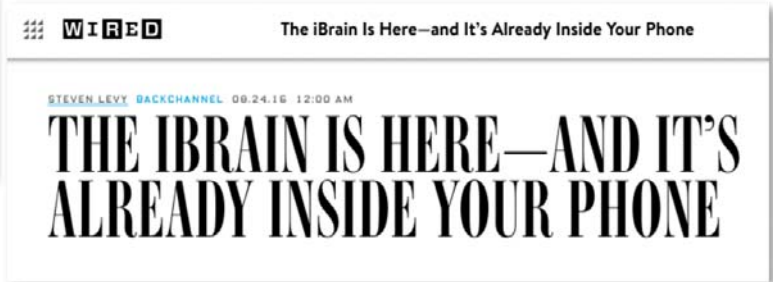 WIRED The iBrain Is Here—and It's Already Inside Your Phone
STEVEN LEVY BACKCHANNEL 08.24.16 12:00 AM
THE IBRAIN IS HERE—AND IT’S
ALREADY INSIDE YOUR PHONE